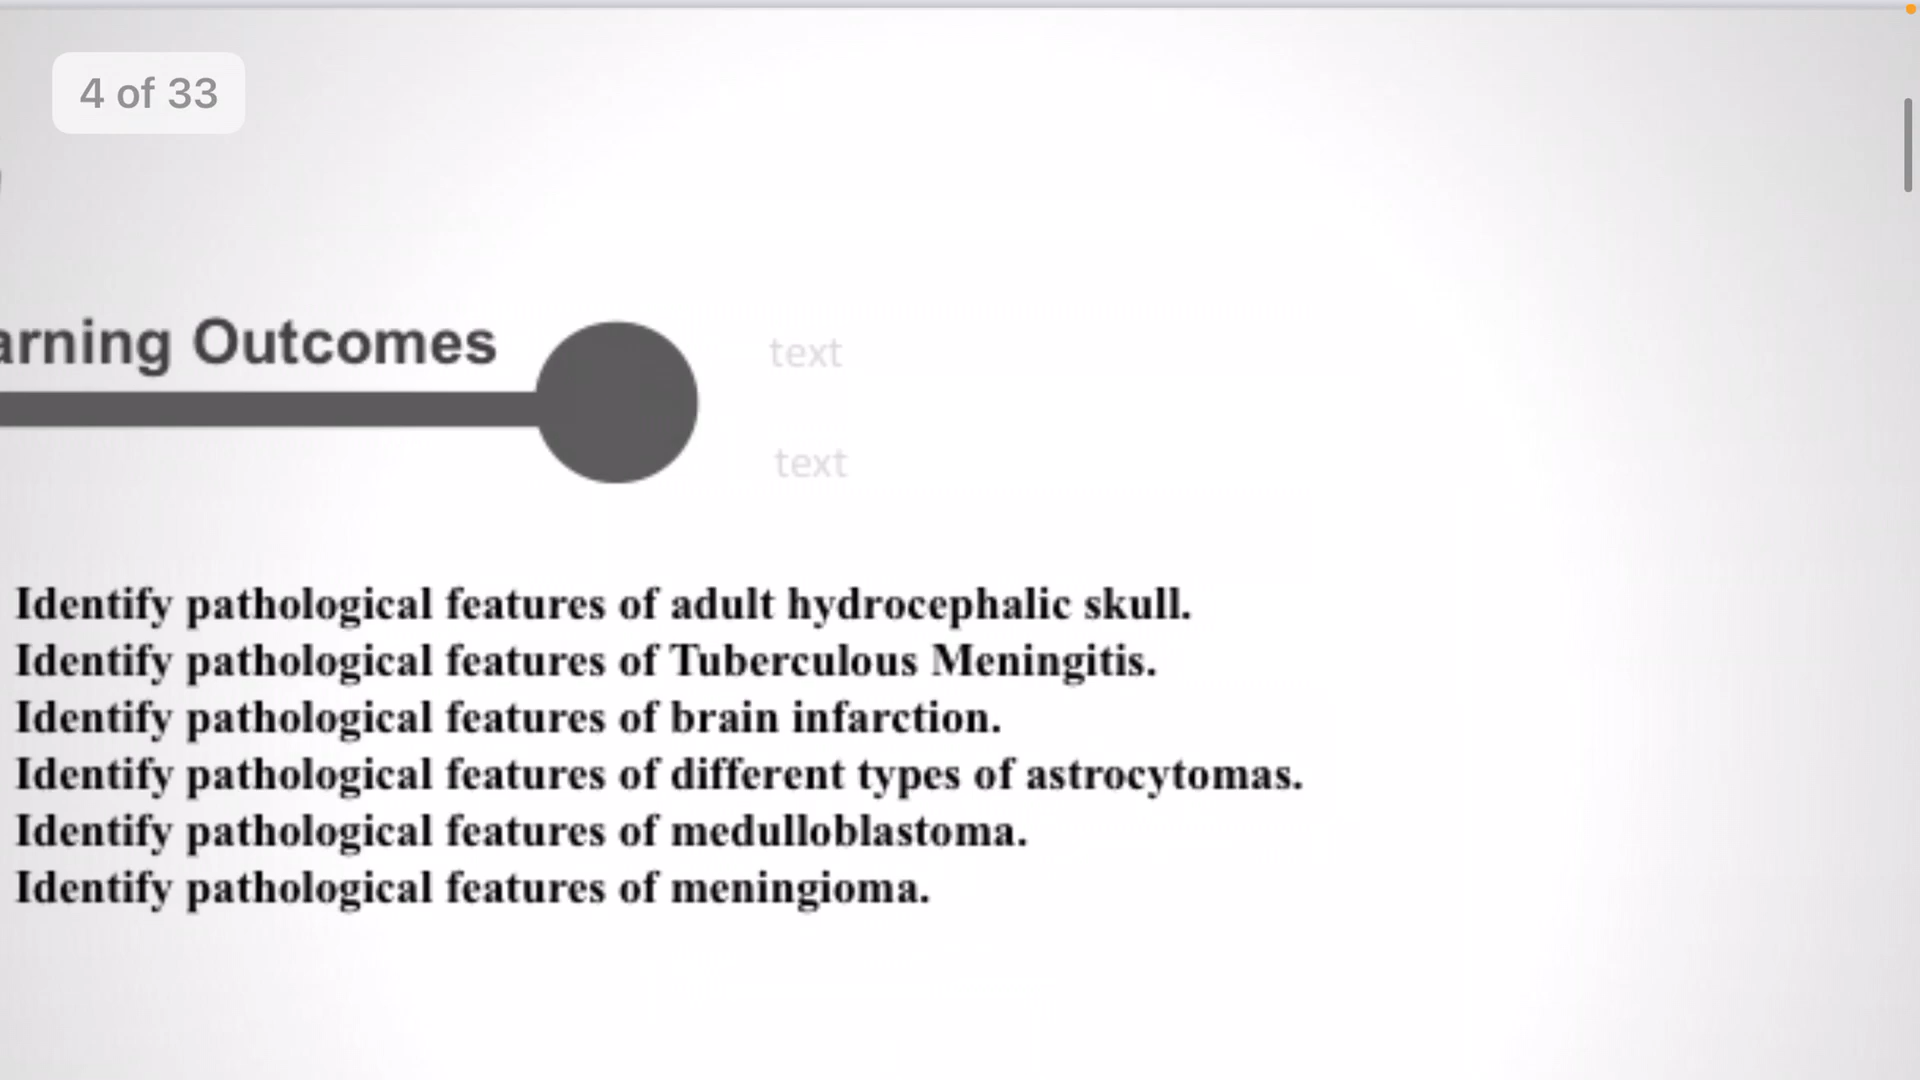 4 of 33
arning Outcomes
text
text
Identify pathological features of adult hydrocephalic skull.
Identify pathological features of Tuberculous Meningitis.
Identify pathological features of brain infarction.
Identify pathological features of different types of astrocytomas.
Identify pathological features of medulloblastoma.
Identify pathological features of meningioma.